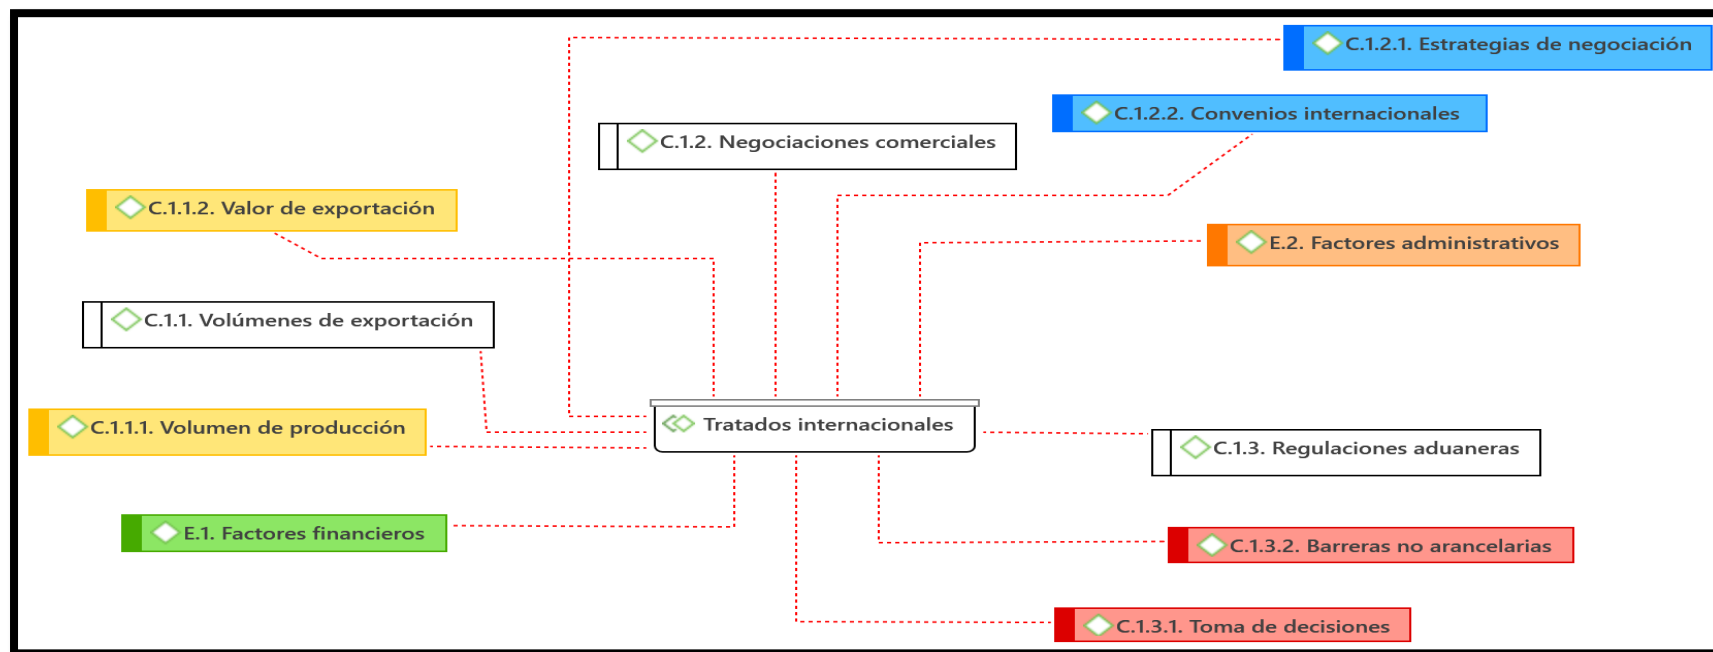 C.1.2.1. Estrategias de negociación
C.1.2.2. Convenios internacionales
C.1.2. Negociaciones comerciales
C.1.1.2. Valor de exportación
E.2. Factores administrativos
C.1.1. Volúmenes de exportación
C.1.1.1. Volumen de producción
Tratados internacionales
C.1.3. Regulaciones aduaneras
E.1. Factores financieros
C.1.3.2. Barreras no arancelarias
C.1.3.1. Toma de decisiones